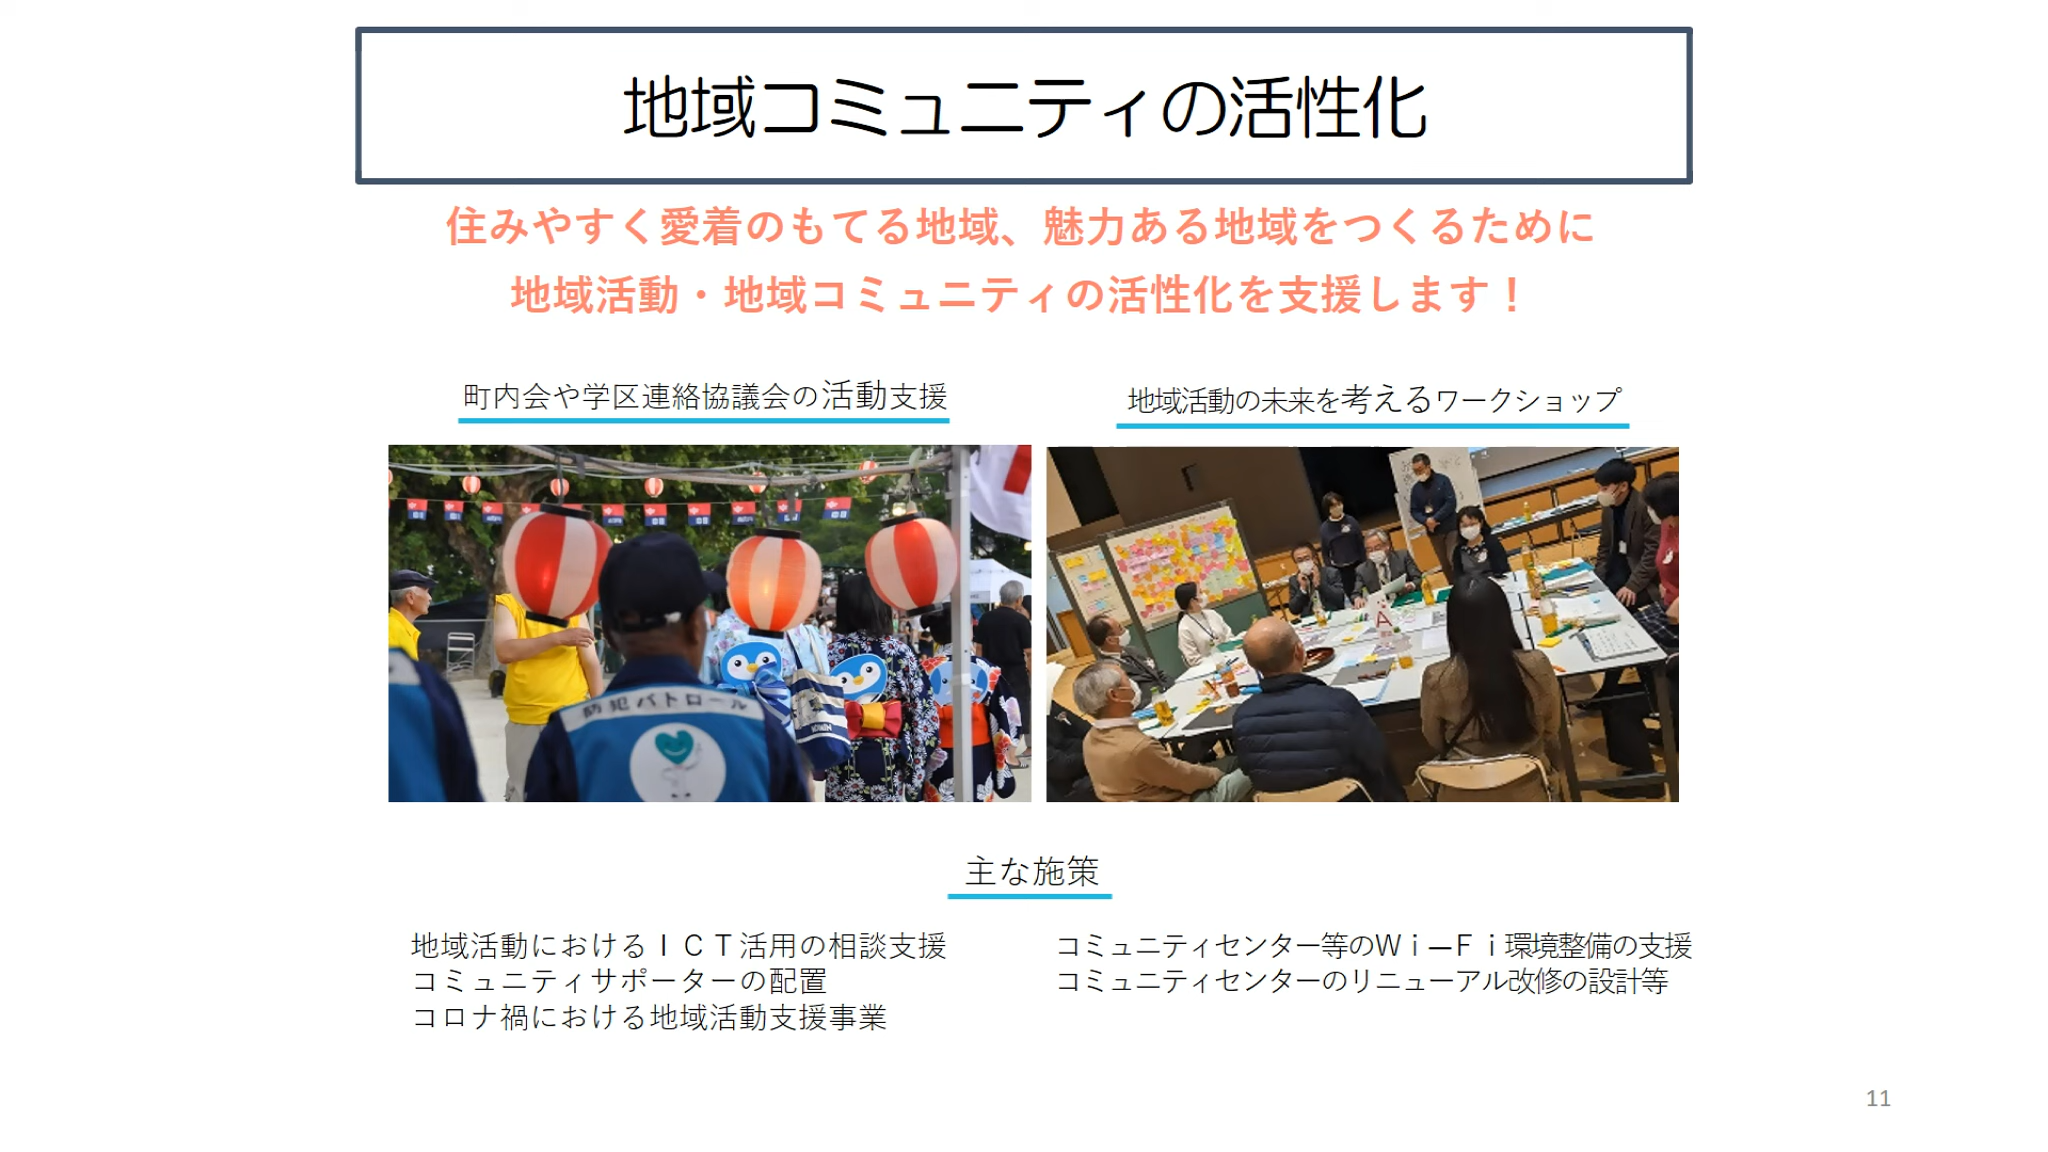 地域コミュニティの活性化
住みやすく愛着のもてる地域、魅力ある地域をつくるために
地域活動・地域コミュニティの活性化を支援します！
町内会や学区連絡協議会の活動支援
地域活動の未来を考えるワークショップ
防犯パトロール
A
主な施策
地域活動におけるＩＣＴ活用の相談支援
コミュニティサポーターの配置
コロナ禍における地域活動支援事業
コミュニティセンター等のＷｉ―Ｆｉ環境整備の支援
コミュニティセンターのリニューアル改修の設計等
11